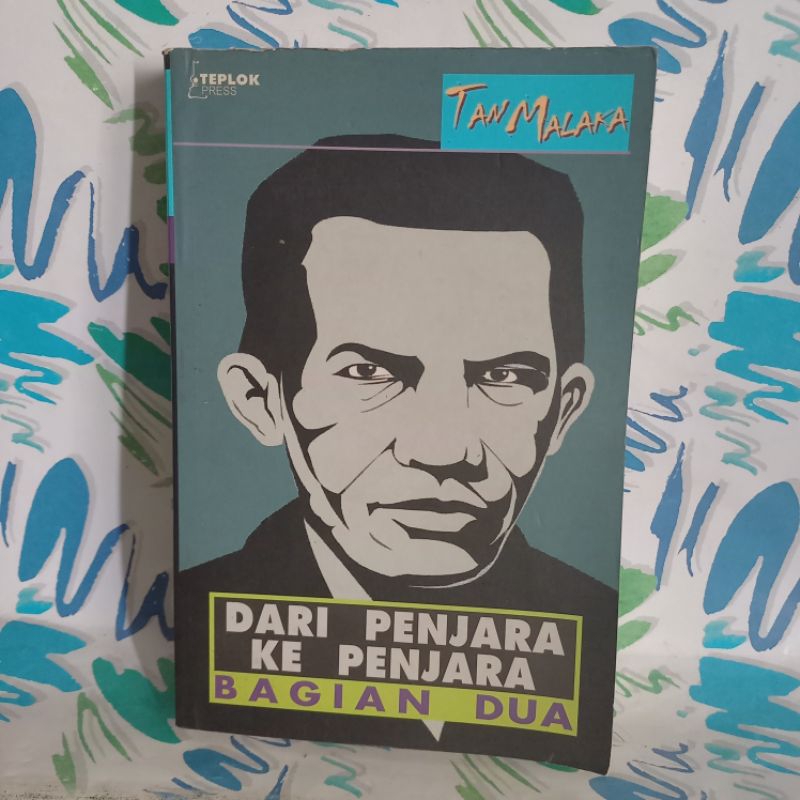 TEPLOK
PRESS
TAN MALAKA
DARI PENJARA
KE PENJARA
BAGIAN DUA